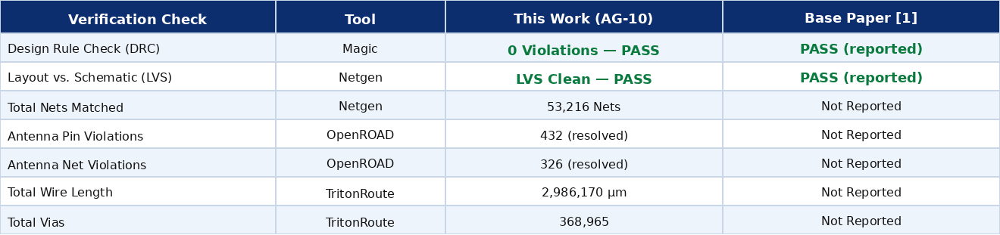 Verification Check Tool This Work (AG-10) Base Paper [1]
Design Rule Check (DRC) Magic 0 Violations — PASS PASS (reported)
Layout vs. Schematic (LVS) Netgen LVS Clean — PASS PASS (reported)
Total Nets Matched Netgen 53,216 Nets Not Reported
Antenna Pin Violations OpenROAD 432 (resolved) Not Reported
Antenna Net Violations OpenROAD 326 (resolved) Not Reported
Total Wire Length TritonRoute 2,986,170 µm Not Reported
Total Vias TritonRoute 368,965 Not Reported